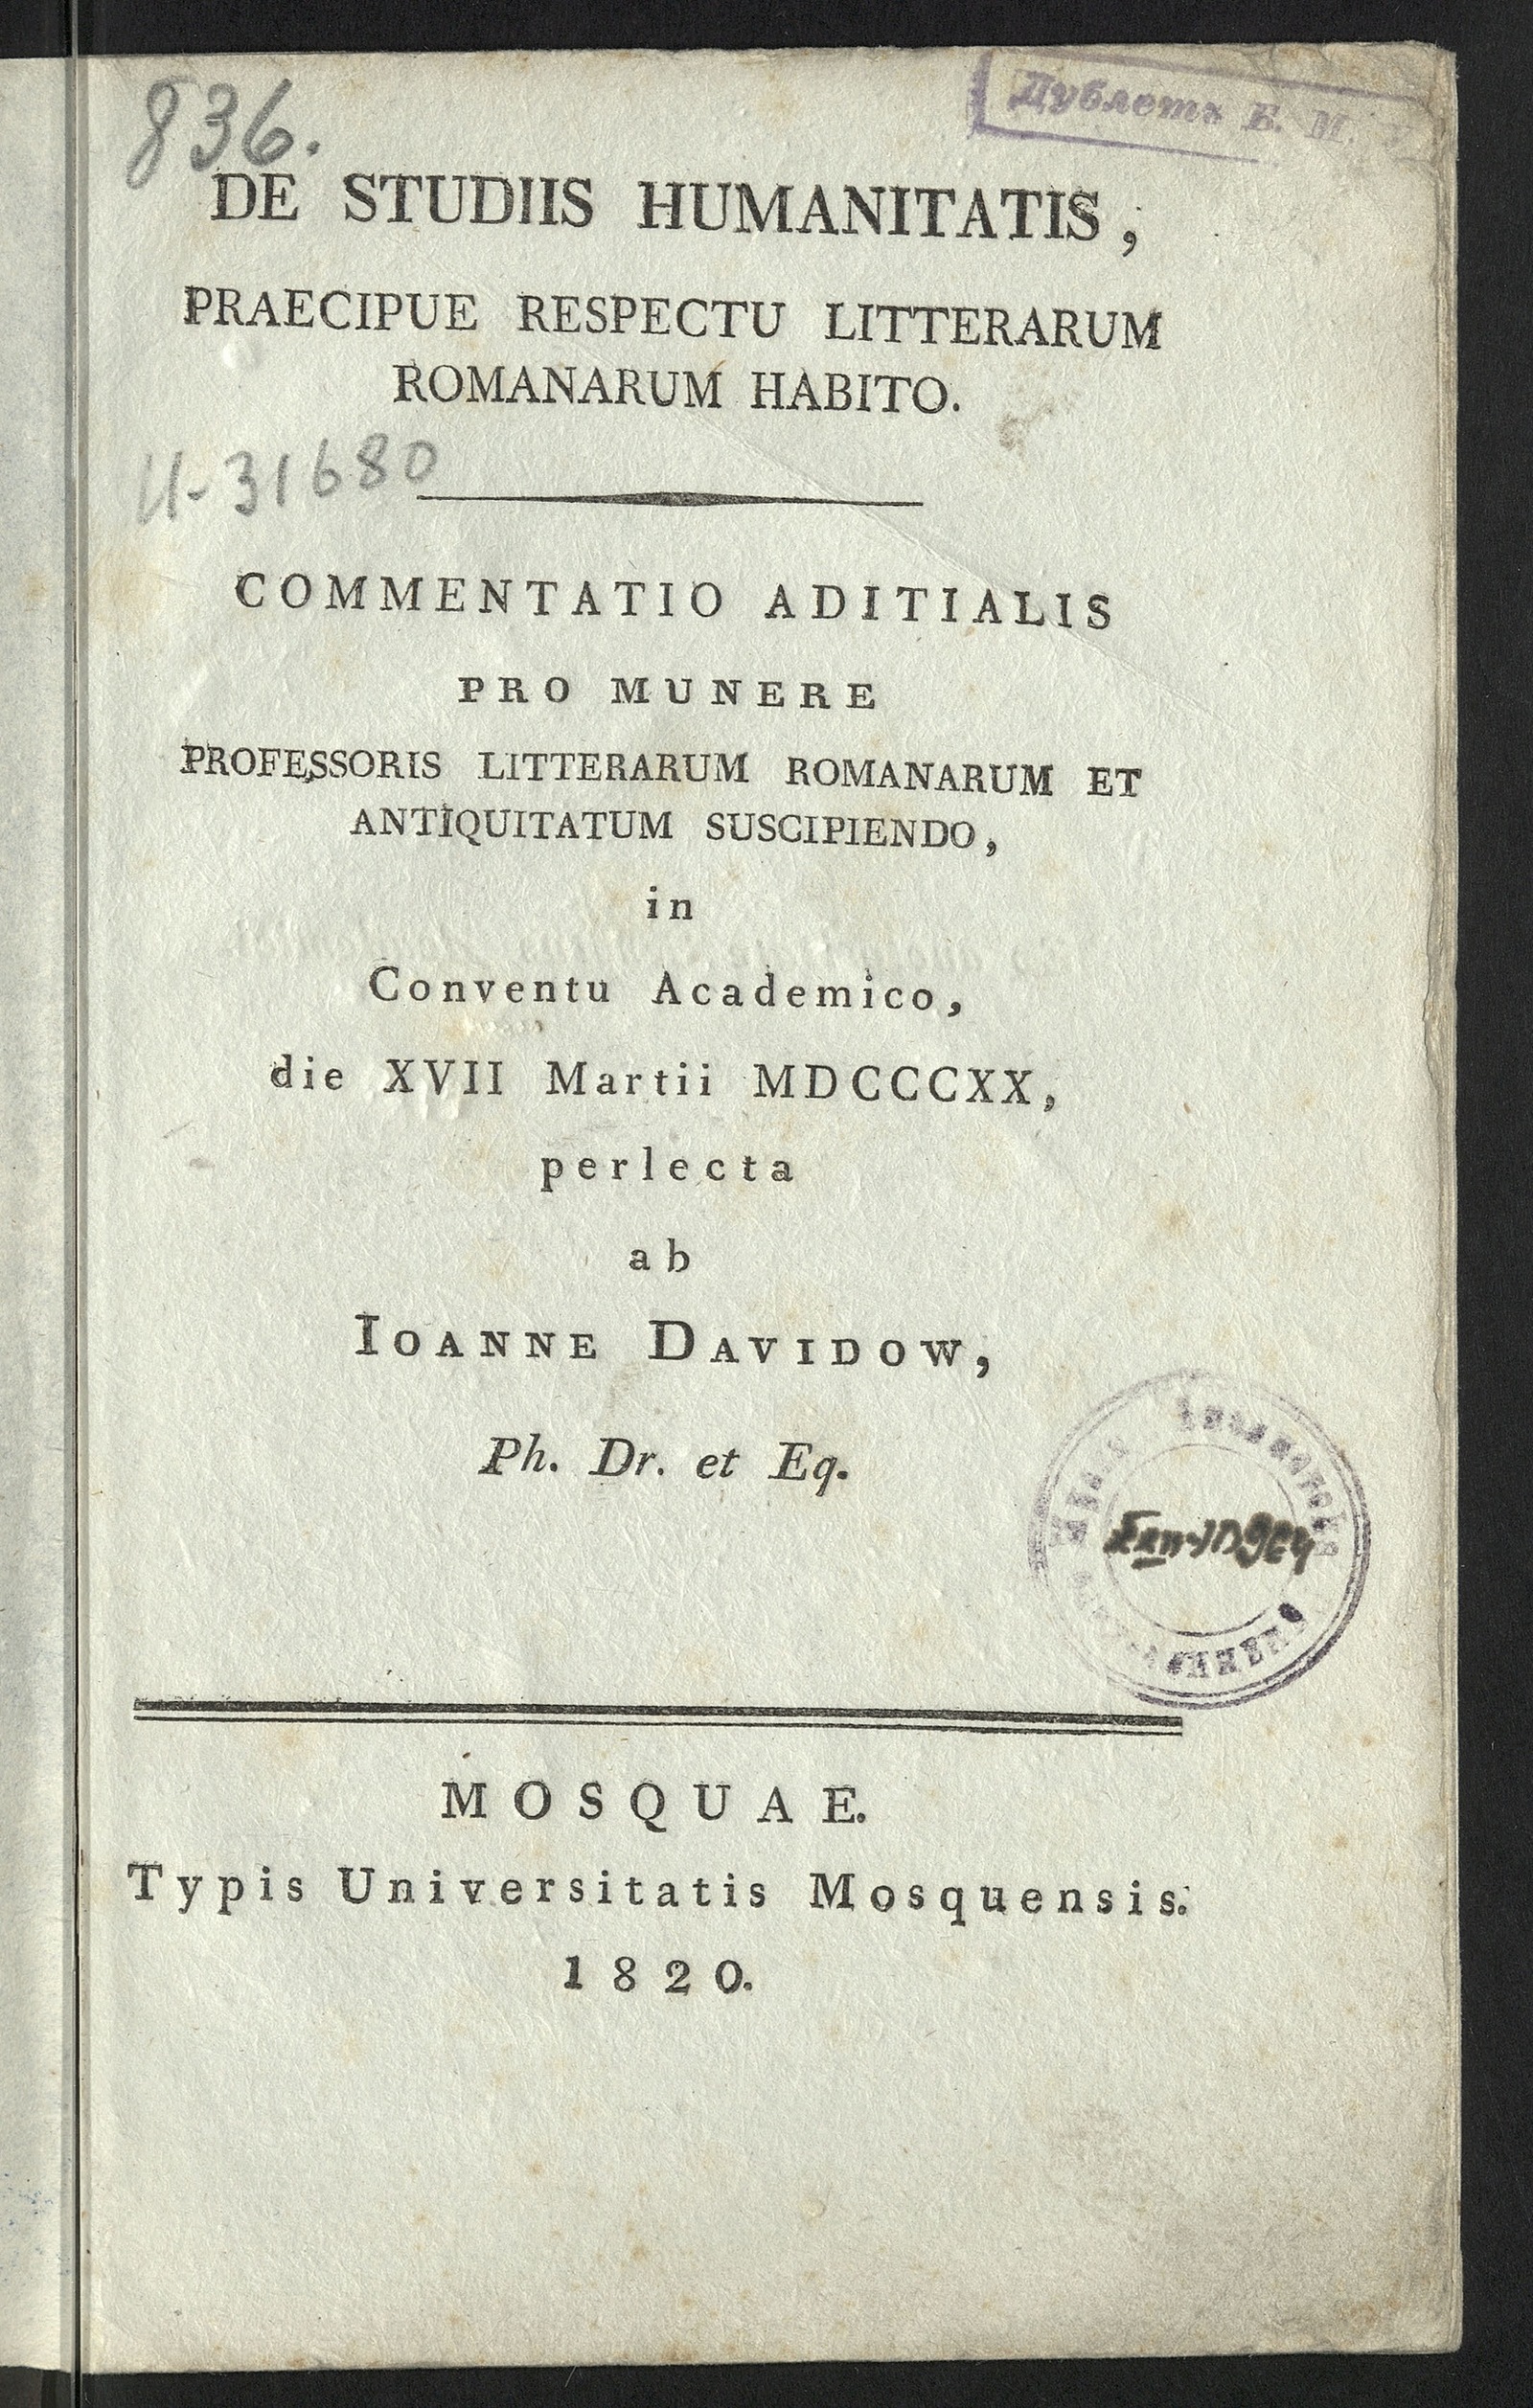 836.
Дублетъ Б. М.
DE STUDIIS HUMANITATIS,
PRAECIPUE RESPECTU LITTERARUM
ROMANARUM HABITO.
И-31680
COMMENTATIO ADITIALIS
PRO MUNERE
PROFESSORIS LITTERARUM ROMANARUM ET
ANTIQUITATUM SUSCIPIENDO,
in
Conventu Academico,
die XVII Martii MDCCCXX,
perlecta
ab
IOANNE DAVIDOW,
Ph. Dr. et Eq.
MOSQUAE.
Typis Universitatis Mosquensis.
1820.